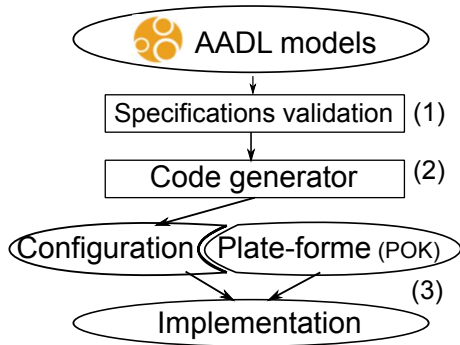 AADL models
Specifications validation (1)
Code generator (2)
Configuration Plate-forme (POK)
(3)
Implementation